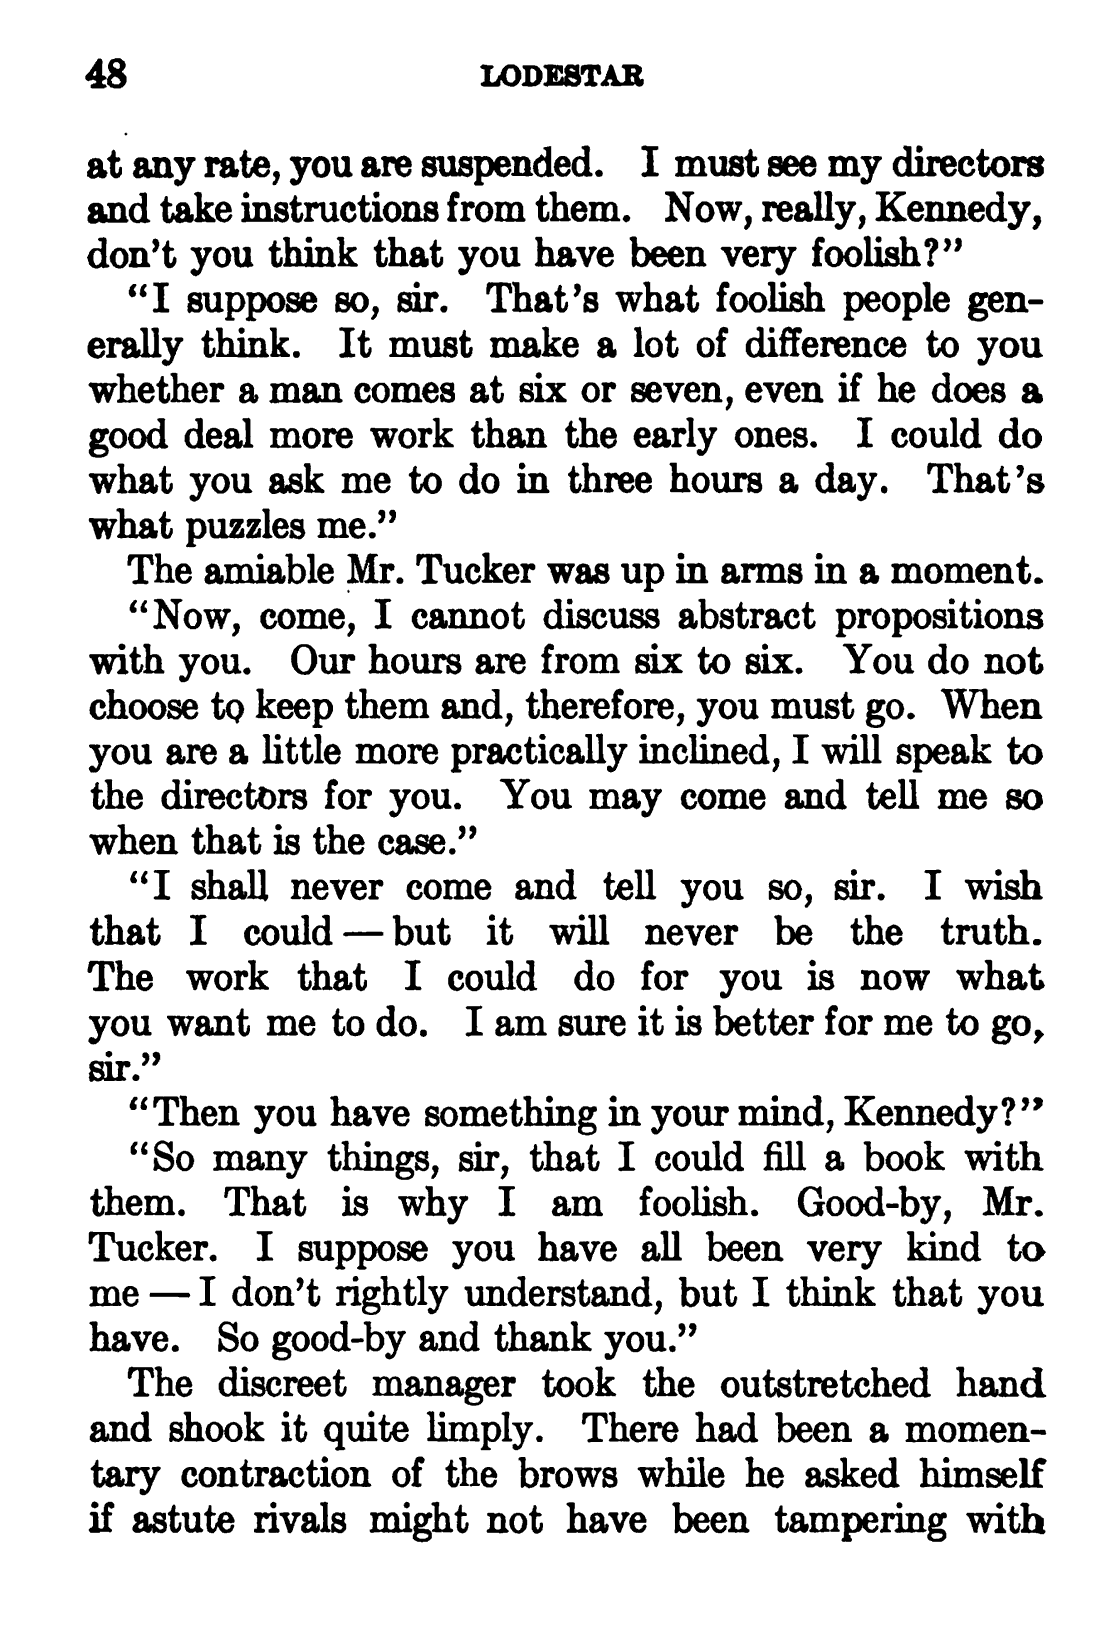 48 LODESTAR
at any rate, you are suspended. I must see my directors
and take instructions from them. Now, really, Kennedy,
don't you think that you have been very foolish?”
“I suppose so, sir. That's what foolish people gen-
erally think. It must make a lot of difference to you
whether a man comes at six or seven, even if he does a
good deal more work than the early ones. I could do
what you ask me to do in three hours a day. That's
what puzzles me.”
The amiable Mr. Tucker was up in arms in a moment.
“Now, come, I cannot discuss abstract propositions
with you. Our hours are from six to six. You do not
choose to keep them and, therefore, you must go. When
you are a little more practically inclined, I will speak to
the directors for you. You may come and tell me so
when that is the case.”
“I shall never come and tell you so, sir. I wish
that I could — but it will never be the truth.
The work that I could do for you is now what
you want me to do. I am sure it is better for me to go,
sir.”
“Then you have something in your mind, Kennedy?”
“So many things, sir, that I could fill a book with
them. That is why I am foolish. Good-by, Mr.
Tucker. I suppose you have all been very kind to
me — I don't rightly understand, but I think that you
have. So good-by and thank you.”
The discreet manager took the outstretched hand
and shook it quite limply. There had been a momen-
tary contraction of the brows while he asked himself
if astute rivals might not have been tampering with